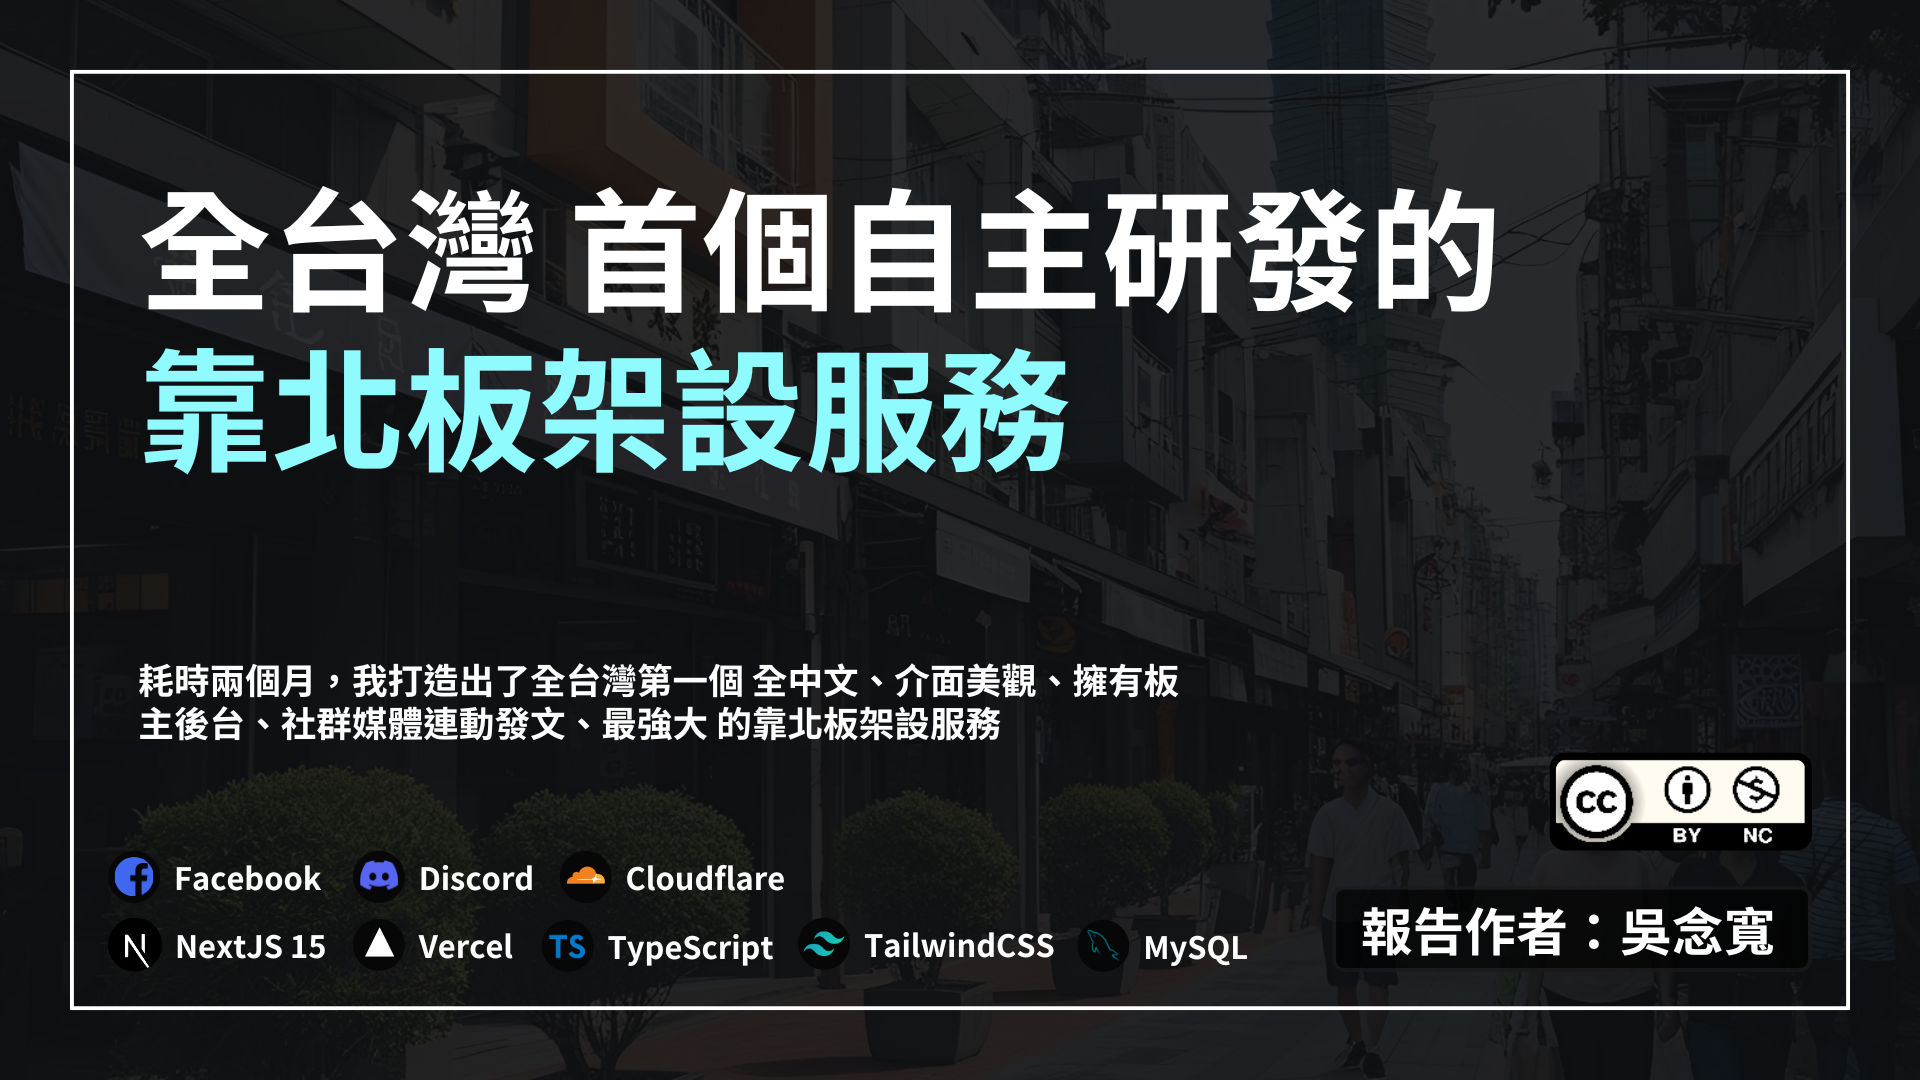 全台灣 首個自主研發的
靠北板架設服務
耗時兩個月，我打造出了全台灣第一個 全中文、介面美觀、擁有板
主後台、社群媒體連動發文、最強大 的靠北板架設服務
cc
BY NC
Facebook Discord Cloudflare
NextJS 15 Vercel TS TypeScript TailwindCSS MySQL
報告作者：吳念寬